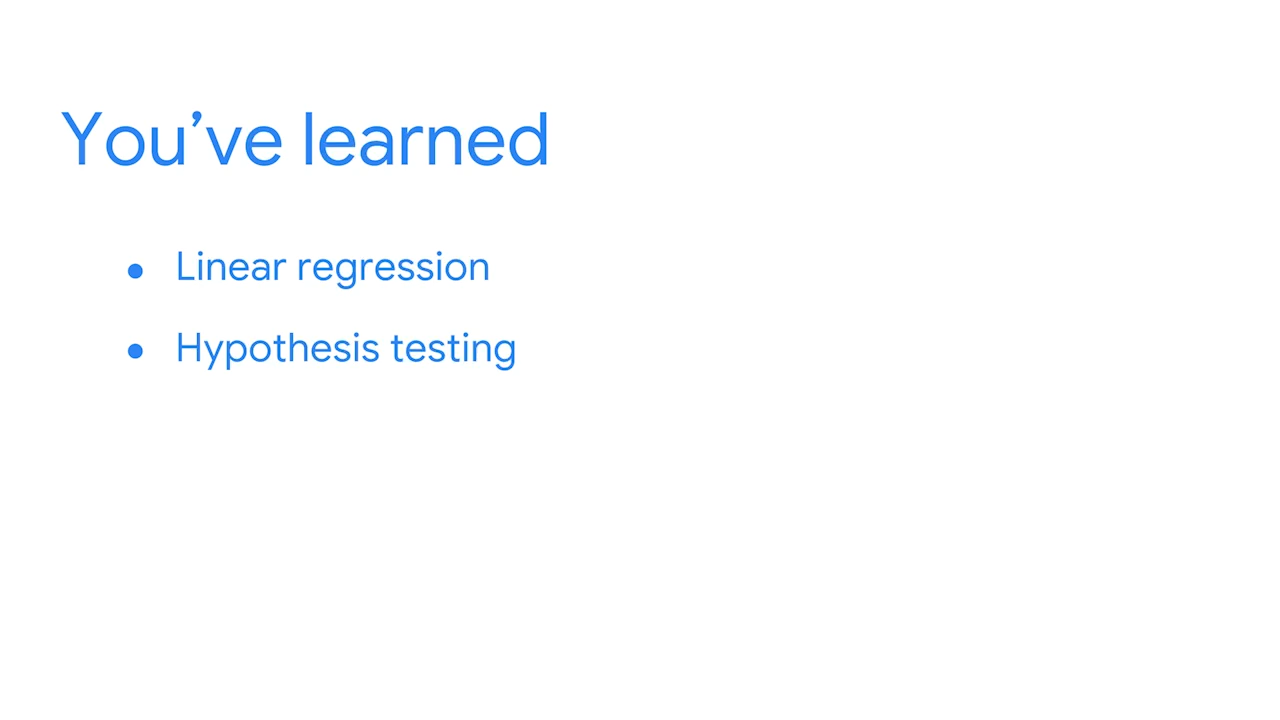 You’ve learned
● Linear regression
● Hypothesis testing